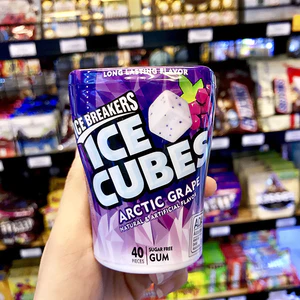 LONG LASTING FLAVOR
ICE BREAKERS
ICE
CUBES
ARCTIC GRAPE
NATURAL & ARTIFICIAL FLAVOR
40
PIECES
SUGAR FREE
GUM